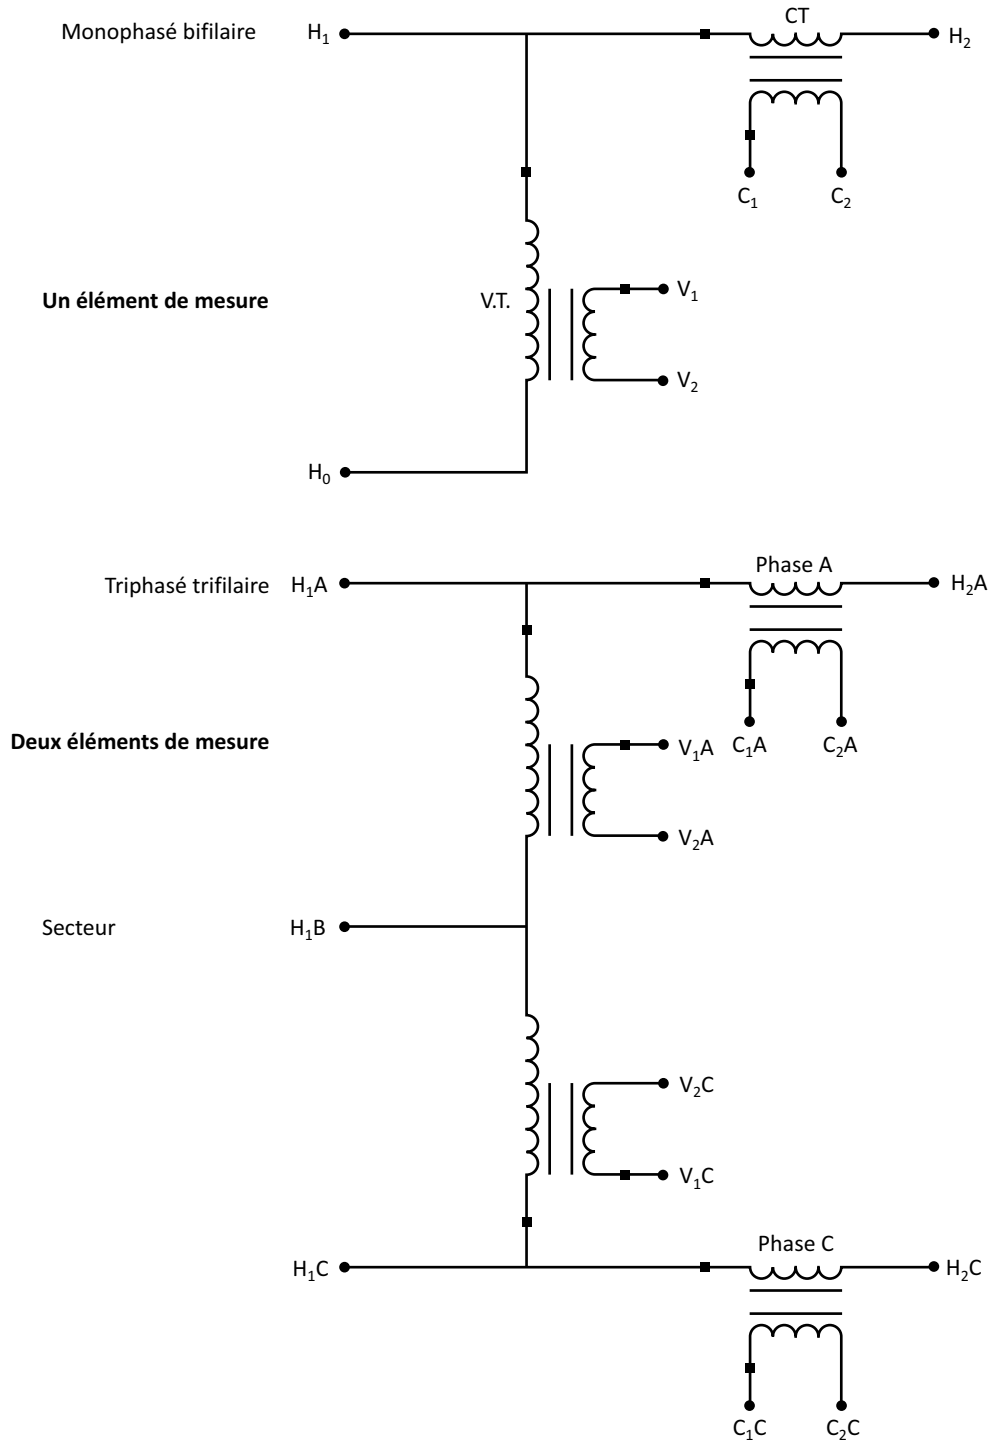 CT
Monophasé bifilaire H₁ H₂
C₁ C₂
Un élément de mesure V.T. V₁
V₂
H₀
Phase A
Triphasé trifilaire H₁A H₂A
Deux éléments de mesure V₁A C₁A C₂A
V₂A
Secteur H₁B
V₂C
V₁C
Phase C
H₁C H₂C
C₁C C₂C